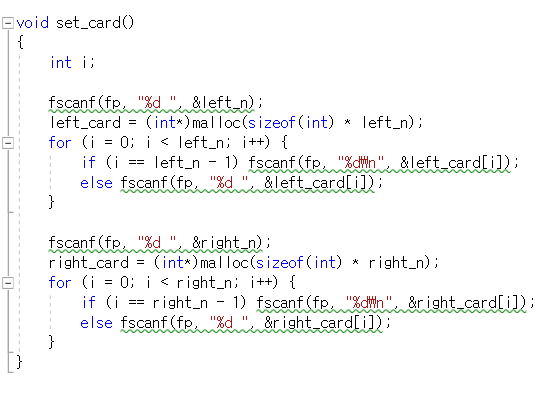 void set_card()
{
int i;
fscanf(fp, "%d ", &left_n);
left_card = (int*)malloc(sizeof(int) * left_n);
for (i = 0; i < left_n; i++) {
if (i == left_n - 1) fscanf(fp, "%d₩n", &left_card[i]);
else fscanf(fp, "%d ", &left_card[i]);
}
fscanf(fp, "%d ", &right_n);
right_card = (int*)malloc(sizeof(int) * right_n);
for (i = 0; i < right_n; i++) {
if (i == right_n - 1) fscanf(fp, "%d₩n", &right_card[i]);
else fscanf(fp, "%d ", &right_card[i]);
}
}